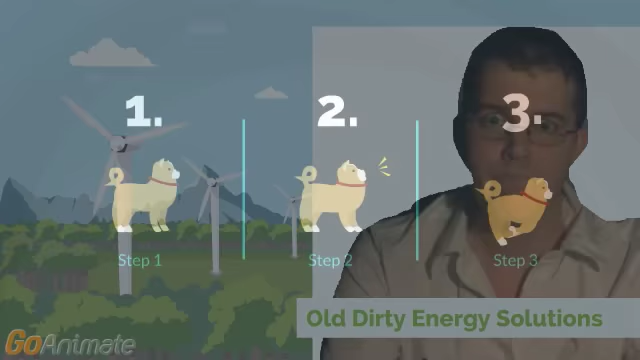 1.
2.
3.
Step 1
Step 2
Step 3
Old Dirty Energy Solutions
GoAnimate